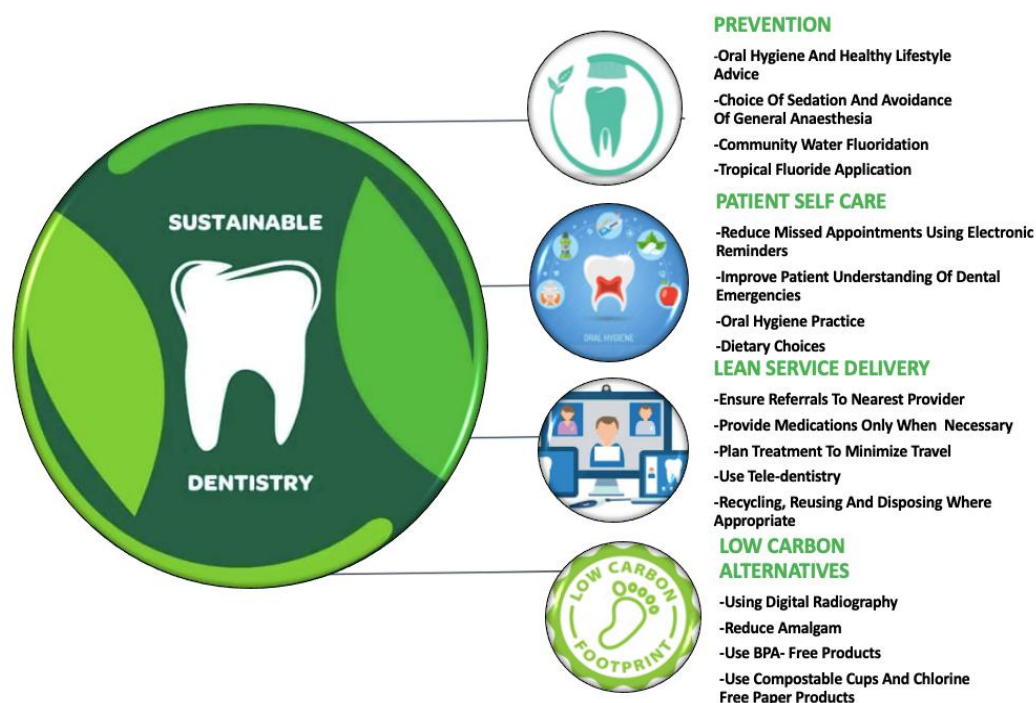 SUSTAINABLE
DENTISTRY
PREVENTION
-Oral Hygiene And Healthy Lifestyle
Advice
-Choice Of Sedation And Avoidance
Of General Anaesthesia
-Community Water Fluoridation
-Tropical Fluoride Application
ORAL HYGIENE
PATIENT SELF CARE
-Reduce Missed Appointments Using Electronic
Reminders
-Improve Patient Understanding Of Dental
Emergencies
-Oral Hygiene Practice
-Dietary Choices
LEAN SERVICE DELIVERY
-Ensure Referrals To Nearest Provider
-Provide Medications Only When  Necessary
-Plan Treatment To Minimize Travel
-Use Tele-dentistry
-Recycling, Reusing And Disposing Where
Appropriate
LOW CARBON
FOOTPRINT
LOW CARBON
ALTERNATIVES
-Using Digital Radiography
-Reduce Amalgam
-Use BPA- Free Products
-Use Compostable Cups And Chlorine
Free Paper Products